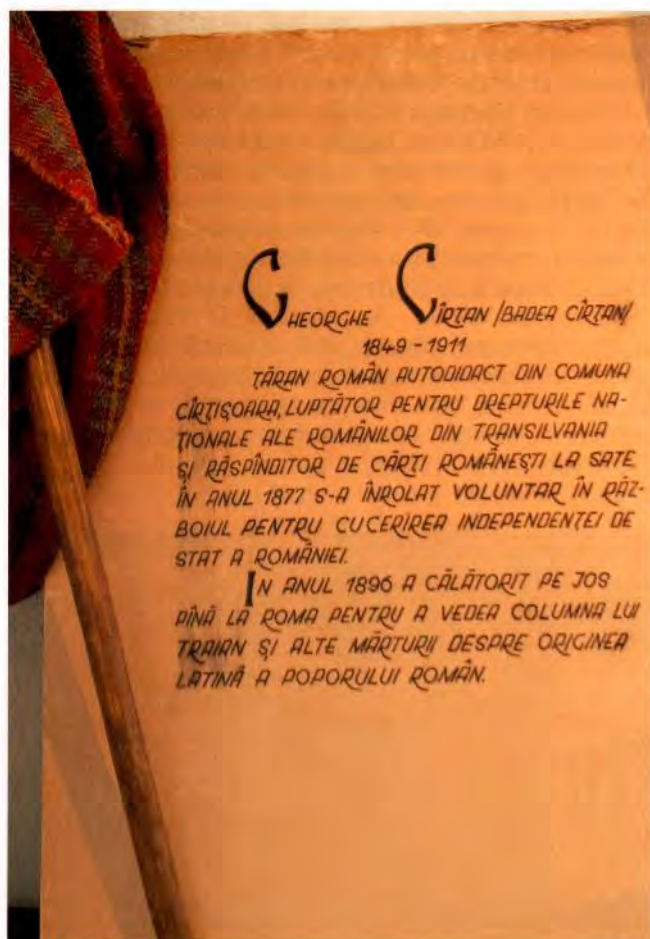 GHEORGHE CÎRȚAN /BADEA CÎRȚAN/
1849 - 1911
ȚĂRAN ROMÂN AUTODIDACT DIN COMUNA
CÎRȚIȘOARA, LUPTĂTOR PENTRU DREPTURILE NA-
ȚIONALE ALE ROMÂNILOR DIN TRANSILVANIA
ȘI RĂSPÎNDITOR DE CĂRȚI ROMÂNEȘTI LA SATE.
ÎN ANUL 1877 S-A ÎNROLAT VOLUNTAR ÎN RĂZ-
BOIUL PENTRU CUCERIREA INDEPENDENȚEI DE
STAT A ROMÂNIEI.
IN ANUL 1896 A CĂLĂTORIT PE JOS
PÎNĂ LA ROMA PENTRU A VEDEA COLUMNA LUI
TRAIAN ȘI ALTE MĂRTURII DESPRE ORIGINEA
LATINĂ A POPORULUI ROMÂN.